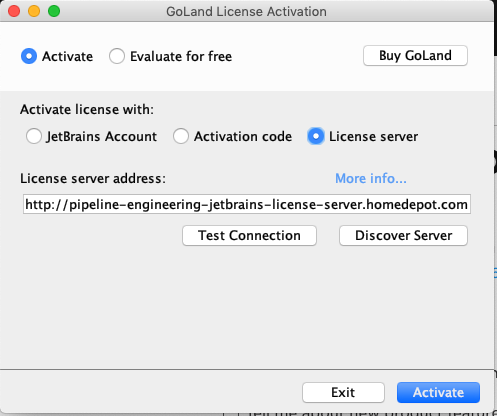 GoLand License Activation
Activate Evaluate for free Buy GoLand
Activate license with:
JetBrains Account Activation code License server
License server address: More info...
http://pipeline-engineering-jetbrains-license-server.homedepot.com
Test Connection Discover Server
Exit Activate